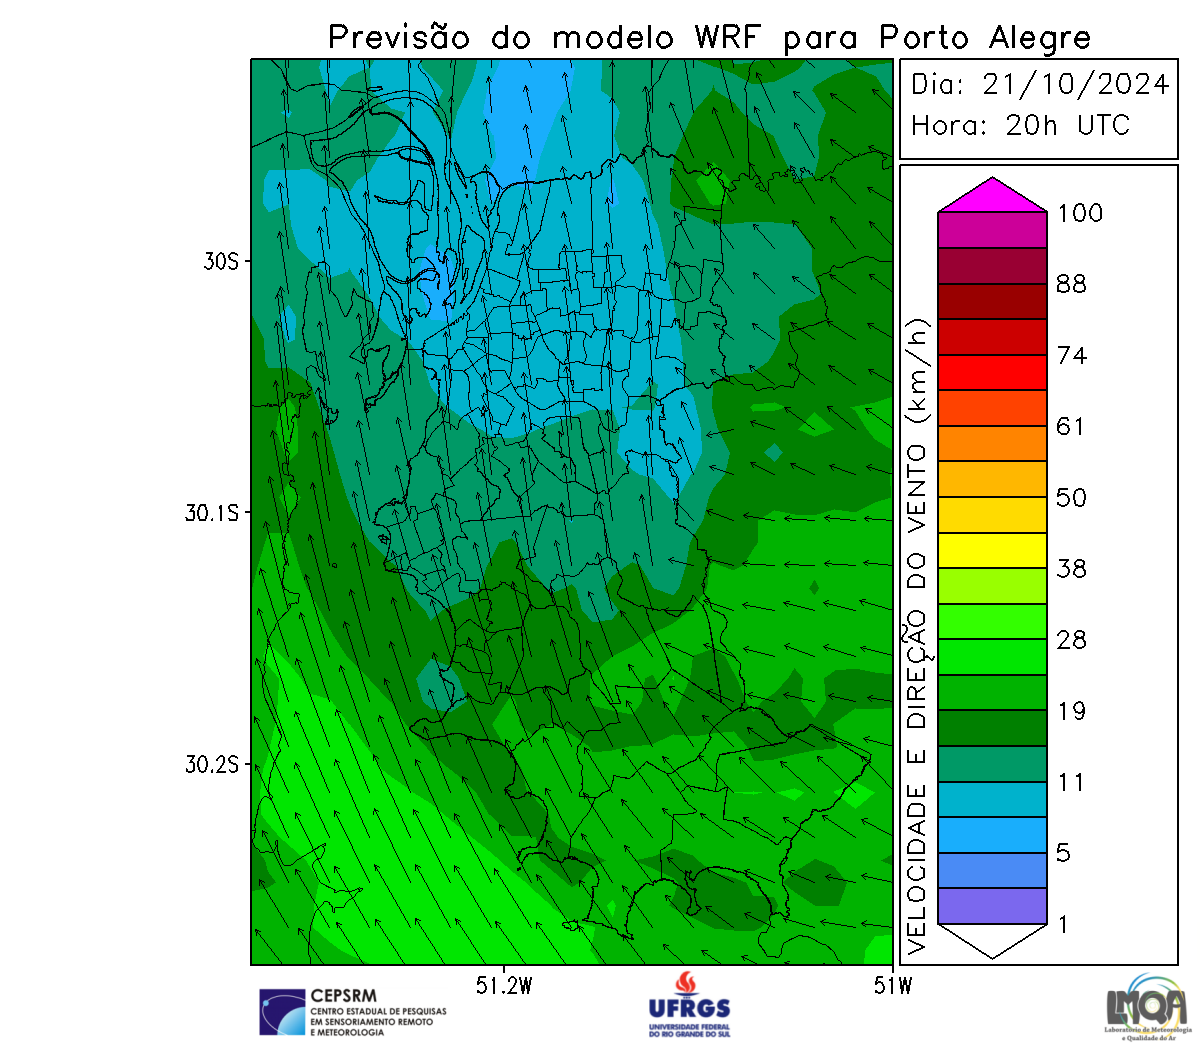 Previsão do modelo WRF para Porto Alegre
Dia: 21/10/2024
Hora: 20h UTC
30S
30.1S
30.2S
51.2W
51W
VELOCIDADE E DIREÇÃO DO VENTO (km/h)
100
88
74
61
50
38
28
19
11
5
1
CEPSRM
CENTRO ESTADUAL DE PESQUISAS
EM SENSORIAMENTO REMOTO
E METEOROLOGIA
UFRGS
UNIVERSIDADE FEDERAL
DO RIO GRANDE DO SUL
LMQA
Laboratório de Meteorologia
e Qualidade do Ar